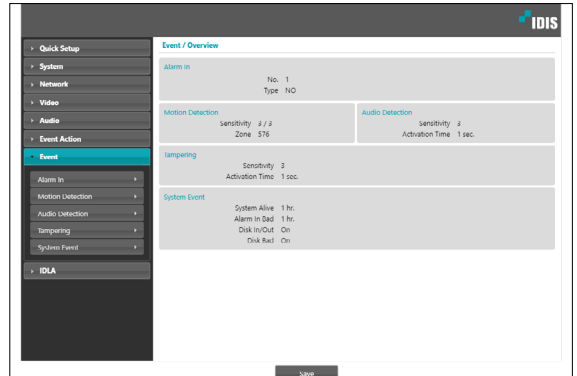 IDIS
Quick Setup
System
Network
Video
Audio
Event Action
Event
Alarm In
Motion Detection
Audio Detection
Tampering
System Event
IDLA
Event / Overview
Alarm In
No. 1
Type NO
Motion Detection
Sensitivity 3 / 3
Zone 576
Audio Detection
Sensitivity 3
Activation Time 1 sec.
Tampering
Sensitivity 3
Activation Time 1 sec.
System Event
System Alive 1 hr.
Alarm In Bad 1 hr.
Disk In/Out On
Disk Bad On
Save